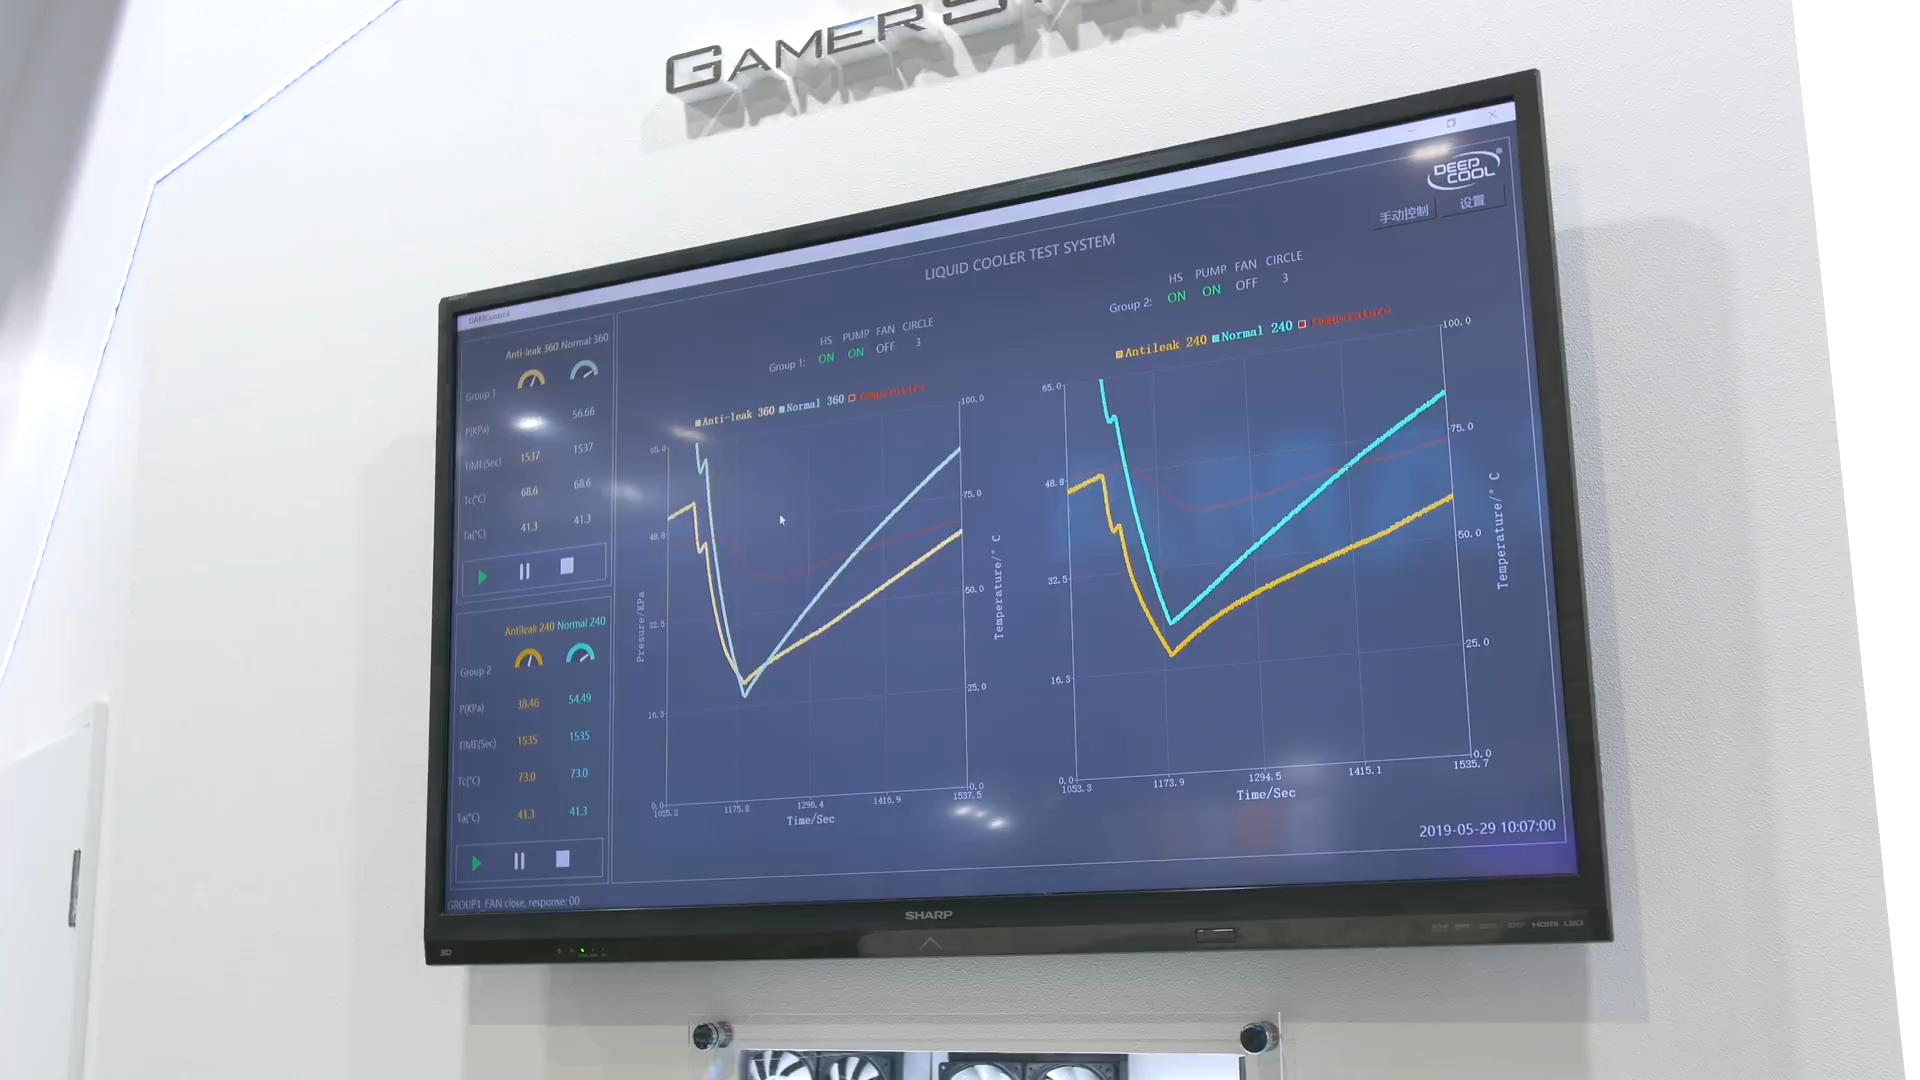 GAMERS
DEEP
COOL
手动控制 设置
LIQUID COOLER TEST SYSTEM
Anti-leak 360 Normal 360
Group 1
P(KPa) 56.66
TIME(Sec) 1537 1537
Tc(℃) 68.6 68.6
Ta(℃) 41.3 41.3
Antileak 240 Normal 240
Group 2
P(KPa) 38.46 54.49
TIME(Sec) 1535 1535
Tc(℃) 73.0 73.0
Ta(℃) 41.3 41.3
GROUP1_FAN close, response: 00
HS PUMP FAN CIRCLE
Group 1: ON ON OFF 3
Anti-leak 360 Normal 360 Temperature
65.0
48.8
32.5
16.3
0.0
Presure/KPa
100.0
75.0
50.0
25.0
0.0
Temperature/° C
1055.2 1175.8 1296.4 1416.9 1537.5
Time/Sec
HS PUMP FAN CIRCLE
Group 2: ON ON OFF 3
Antileak 240 Normal 240 Temperature
65.0
48.8
32.5
16.3
0.0
100.0
75.0
50.0
25.0
0.0
Temperature/° C
1053.3 1173.9 1294.5 1415.1 1535.7
Time/Sec
2019-05-29 10:07:00
SHARP
3D
HDMI